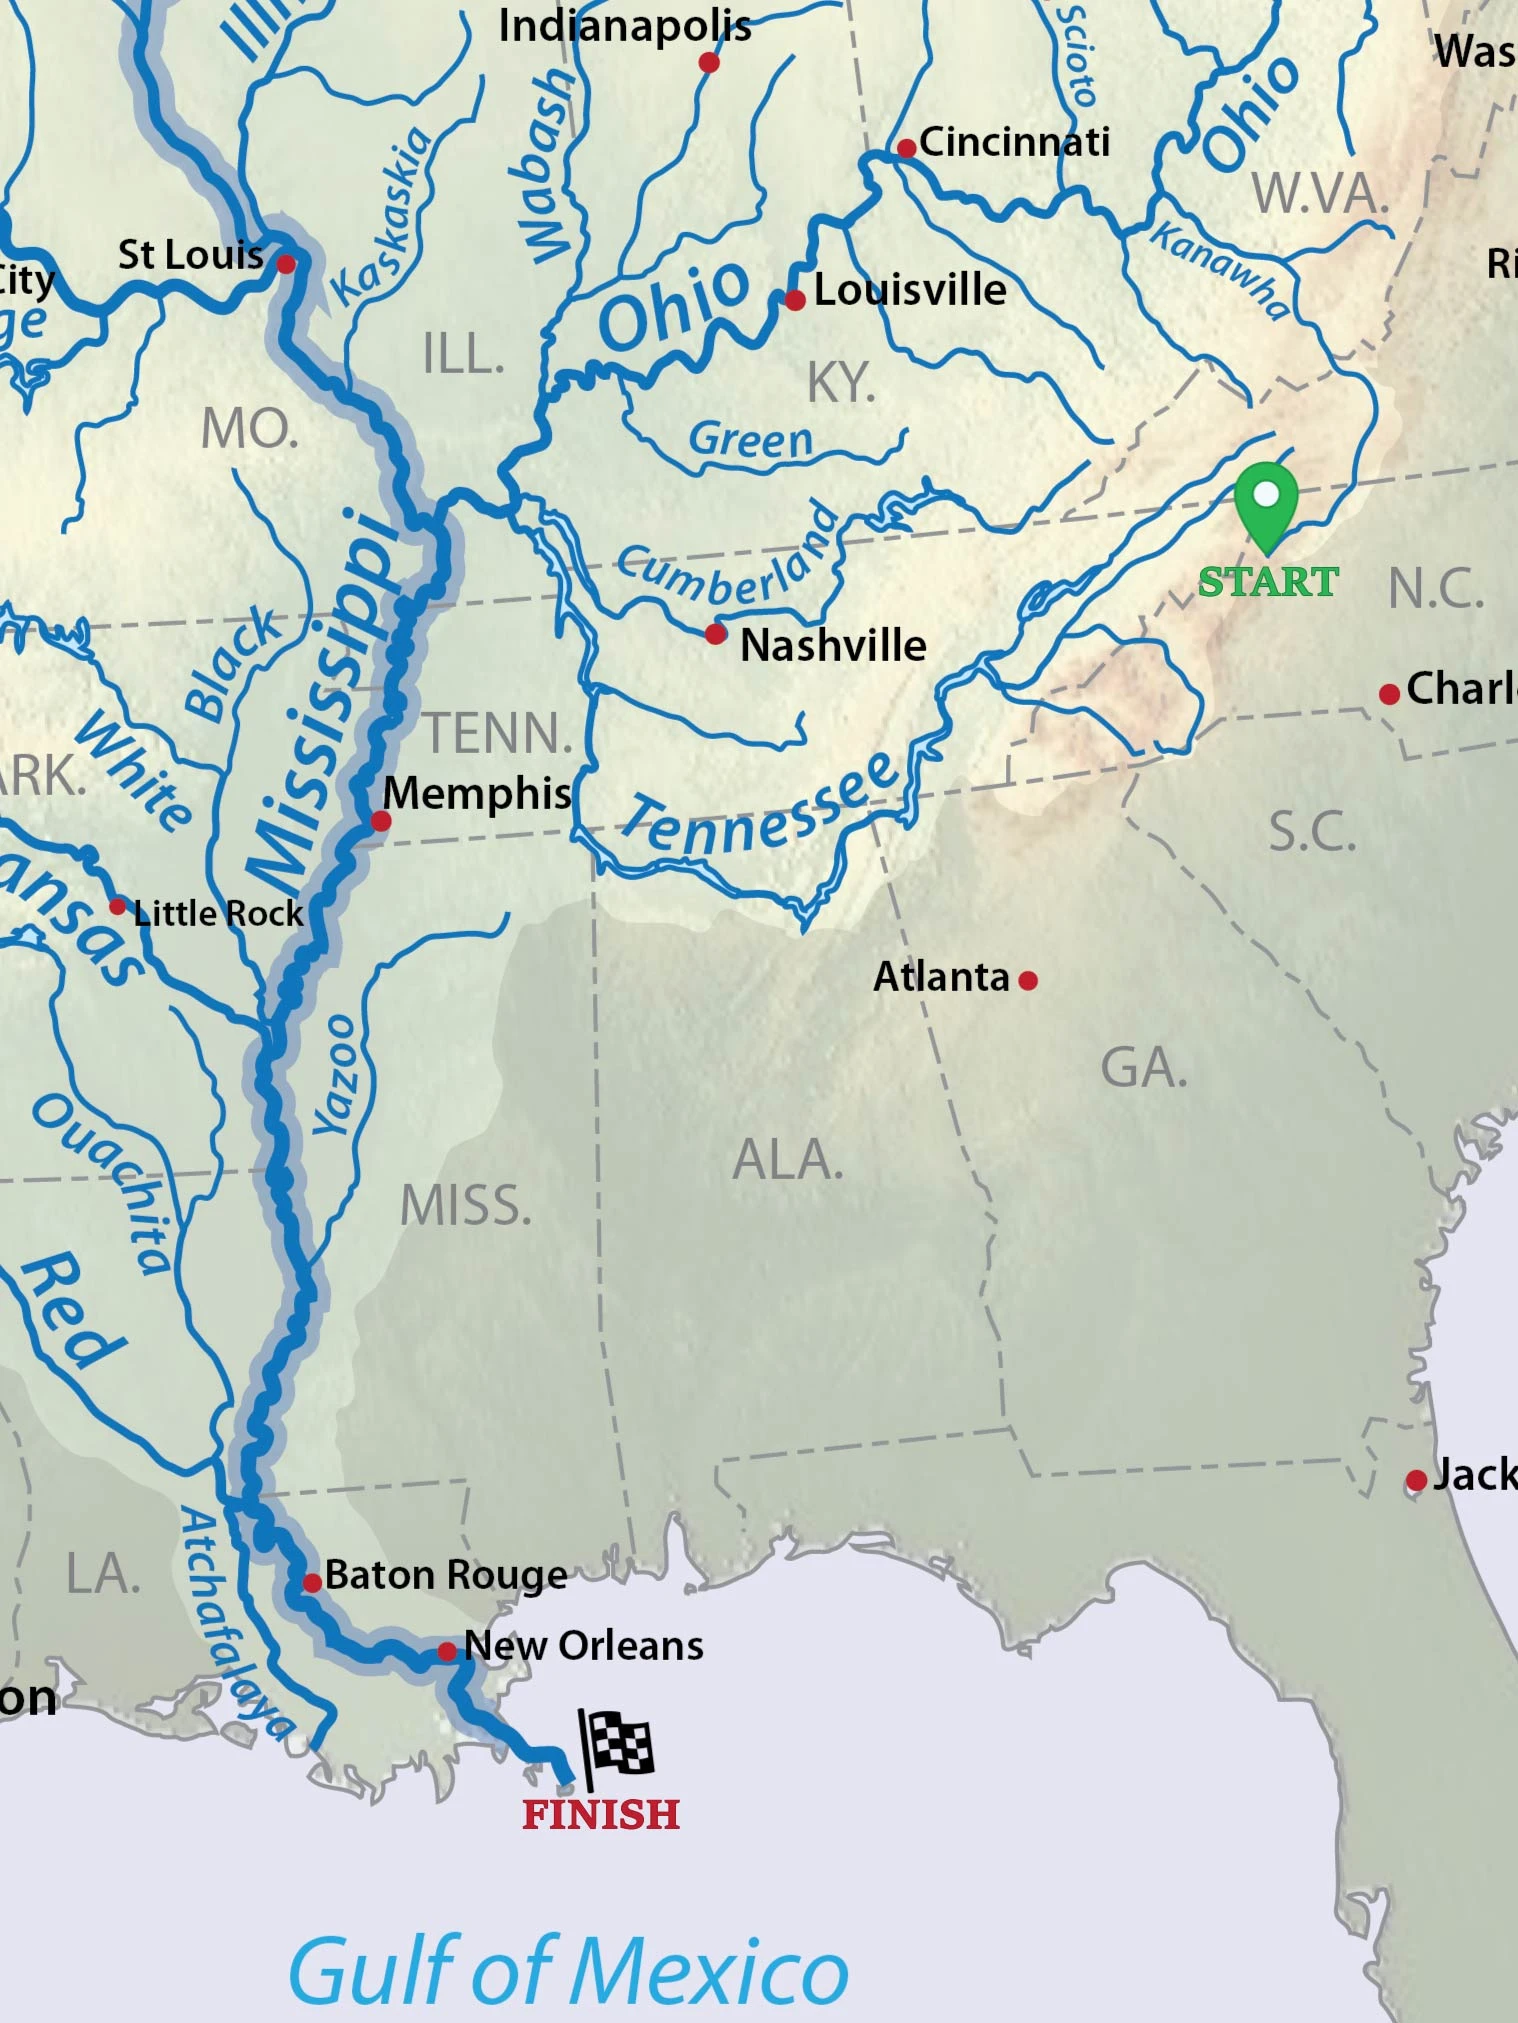 Illin
Indianapolis
Scioto
Was
Wabash
Ohio
Cincinnati
Kaskaskia
W.VA.
St Louis
Kanawha
City
Ri
ge
Ohio
Louisville
ILL.
KY.
MO.
Green
Mississippi
Cumberland
START
N.C.
Black
Nashville
Charl
White
TENN.
ARK.
Memphis
Tennessee
S.C.
ansas
Little Rock
Atlanta
Yazoo
GA.
Ouachita
ALA.
MISS.
Red
Jack
Atchafalaya
LA.
Baton Rouge
New Orleans
on
FINISH
Gulf of Mexico